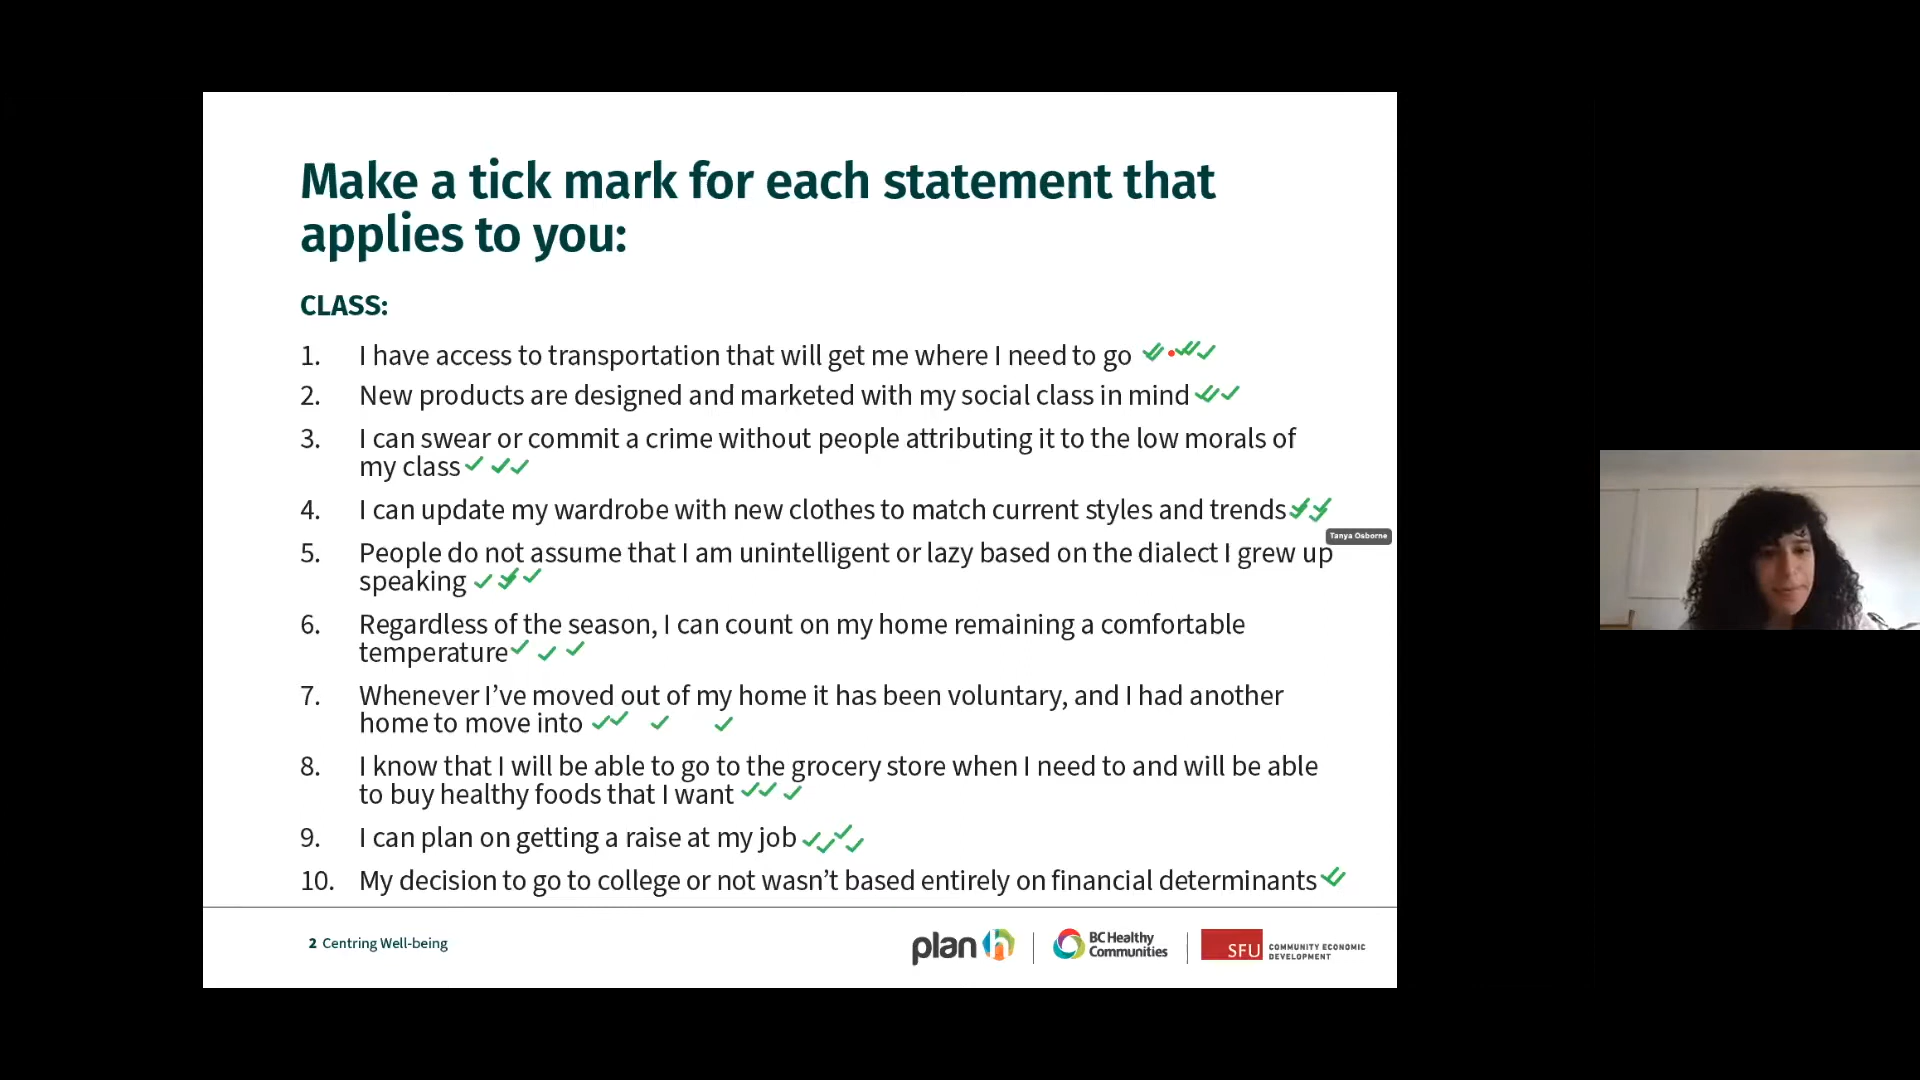 Make a tick mark for each statement that
applies to you:
CLASS:
1. I have access to transportation that will get me where I need to go
2. New products are designed and marketed with my social class in mind
3. I can swear or commit a crime without people attributing it to the low morals of
my class
4. I can update my wardrobe with new clothes to match current styles and trends
Tanya Osborne
5. People do not assume that I am unintelligent or lazy based on the dialect I grew up
speaking
6. Regardless of the season, I can count on my home remaining a comfortable
temperature
7. Whenever I’ve moved out of my home it has been voluntary, and I had another
home to move into
8. I know that I will be able to go to the grocery store when I need to and will be able
to buy healthy foods that I want
9. I can plan on getting a raise at my job
10. My decision to go to college or not wasn’t based entirely on financial determinants
2 Centring Well-being
plan h
BC Healthy
Communities
SFU
COMMUNITY ECONOMIC
DEVELOPMENT